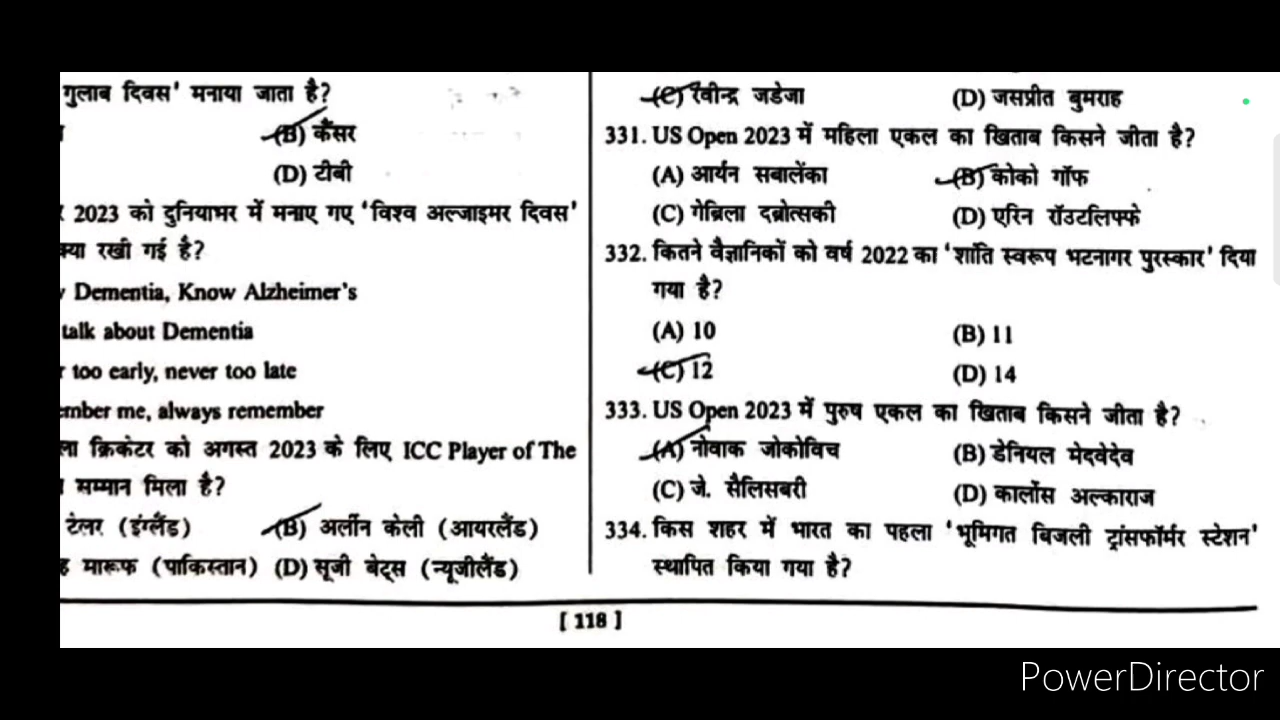 गुलाब दिवस' मनाया जाता है?
(B) कैंसर
(D) टीबी
2023 को दुनियाभर में मनाए गए 'विश्व अल्जाइमर दिवस'
क्या रखी गई है?
Dementia, Know Alzheimer's
talk about Dementia
too early, never too late
me, always remember
क्रिकेटर को अगस्त 2023 के लिए ICC Player of The
सम्मान मिला है?
टेलर (इंग्लैंड) (B) अर्लीन केली (आयरलैंड)
मारूफ (पाकिस्तान) (D) सूजी बेट्स (न्यूजीलैंड)
(C) रवीन्द्र जडेजा (D) जसप्रीत बुमराह
331. US Open 2023 में महिला एकल का खिताब किसने जीता है?
(A) आर्यन सबालेंका (B) कोको गॉफ
(C) गेब्रिला दब्रोत्सकी (D) एरिन रॉउटलिफ्फे
332. कितने वैज्ञानिकों को वर्ष 2022 का 'शांति स्वरूप भटनागर पुरस्कार' दिया
गया है?
(A) 10 (B) 11
(C) 12 (D) 14
333. US Open 2023 में पुरुष एकल का खिताब किसने जीता है?
(A) नोवाक जोकोविच (B) डेनियल मेदवेदेव
(C) जे. सैलिसबरी (D) कार्लोस अल्काराज
334. किस शहर में भारत का पहला 'भूमिगत बिजली ट्रांसफॉर्मर स्टेशन'
स्थापित किया गया है?
[ 118 ]
PowerDirector